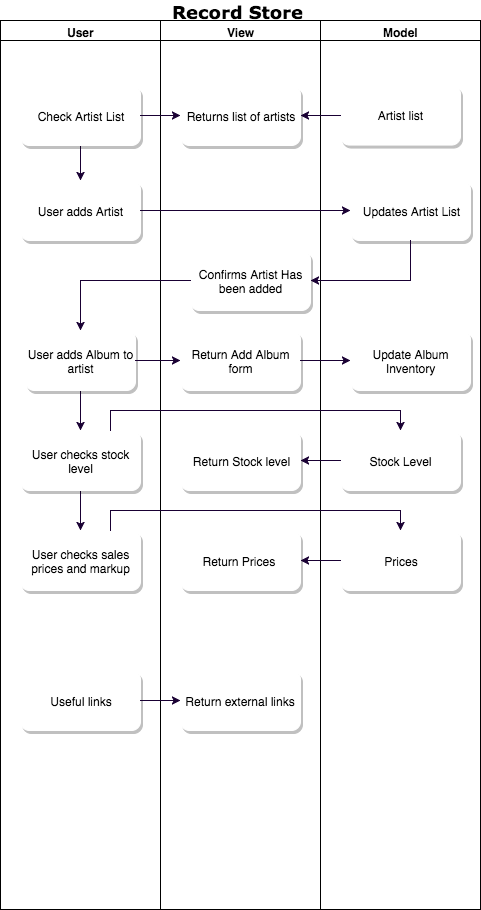 Record Store
User
View
Model
Check Artist List
Returns list of artists
Artist list
User adds Artist
Updates Artist List
Confirms Artist Has
been added
User adds Album to
artist
Return Add Album
form
Update Album
Inventory
User checks stock
level
Return Stock level
Stock Level
User checks sales
prices and markup
Return Prices
Prices
Useful links
Return external links